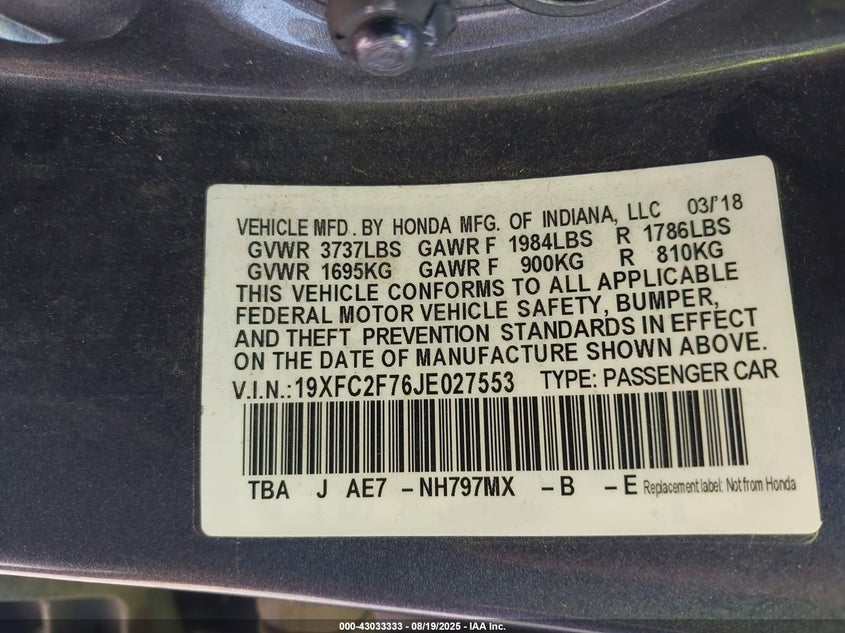 VEHICLE MFD. BY HONDA MFG. OF INDIANA, LLC 03/'18
GVWR 3737LBS GAWR F 1984LBS R 1786LBS
GVWR 1695KG GAWR F 900KG R 810KG
THIS VEHICLE CONFORMS TO ALL APPLICABLE
FEDERAL MOTOR VEHICLE SAFETY, BUMPER,
AND THEFT PREVENTION STANDARDS IN EFFECT
ON THE DATE OF MANUFACTURE SHOWN ABOVE.
V.I.N.:19XFC2F76JE027553 TYPE: PASSENGER CAR
TBA J AE7 -NH797MX -B -E Replacement label: Not from Honda
000-43033333 - 08/19/2025 - IAA Inc.